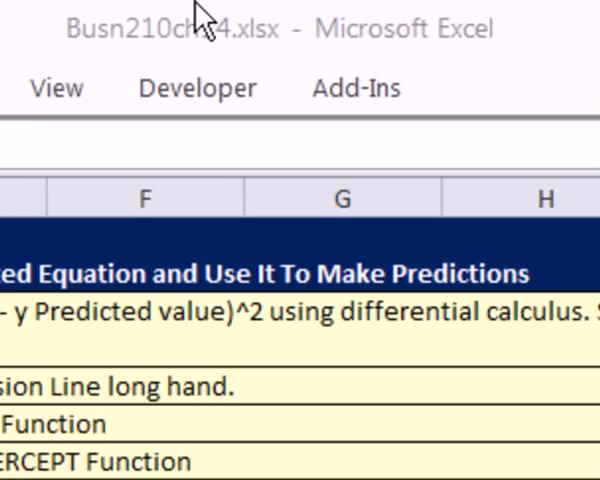 Busn210ch 4.xlsx - Microsoft Excel
View Developer Add-Ins
F G H
ted Equation and Use It To Make Predictions
- y Predicted value)^2 using differential calculus. S
sion Line long hand.
Function
ERCEPT Function